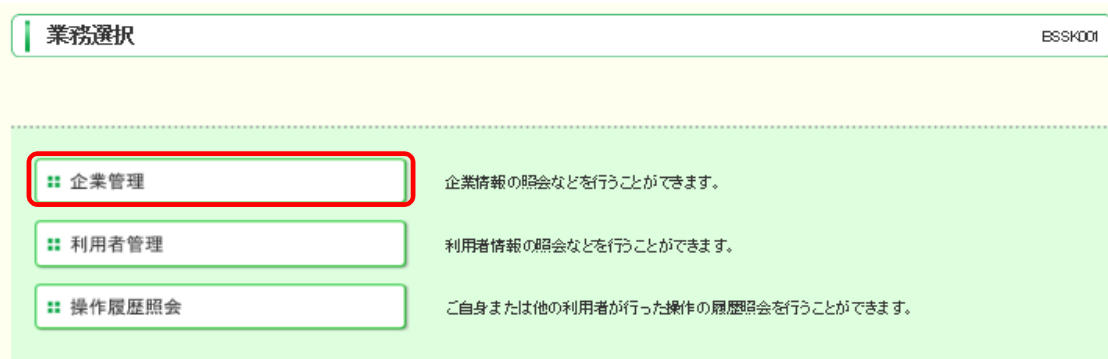 業務選択
BSSK001
企業管理
企業情報の照会などを行うことができます。
利用者管理
利用者情報の照会などを行うことができます。
操作履歴照会
ご自身または他の利用者が行った操作の履歴照会を行うことができます。